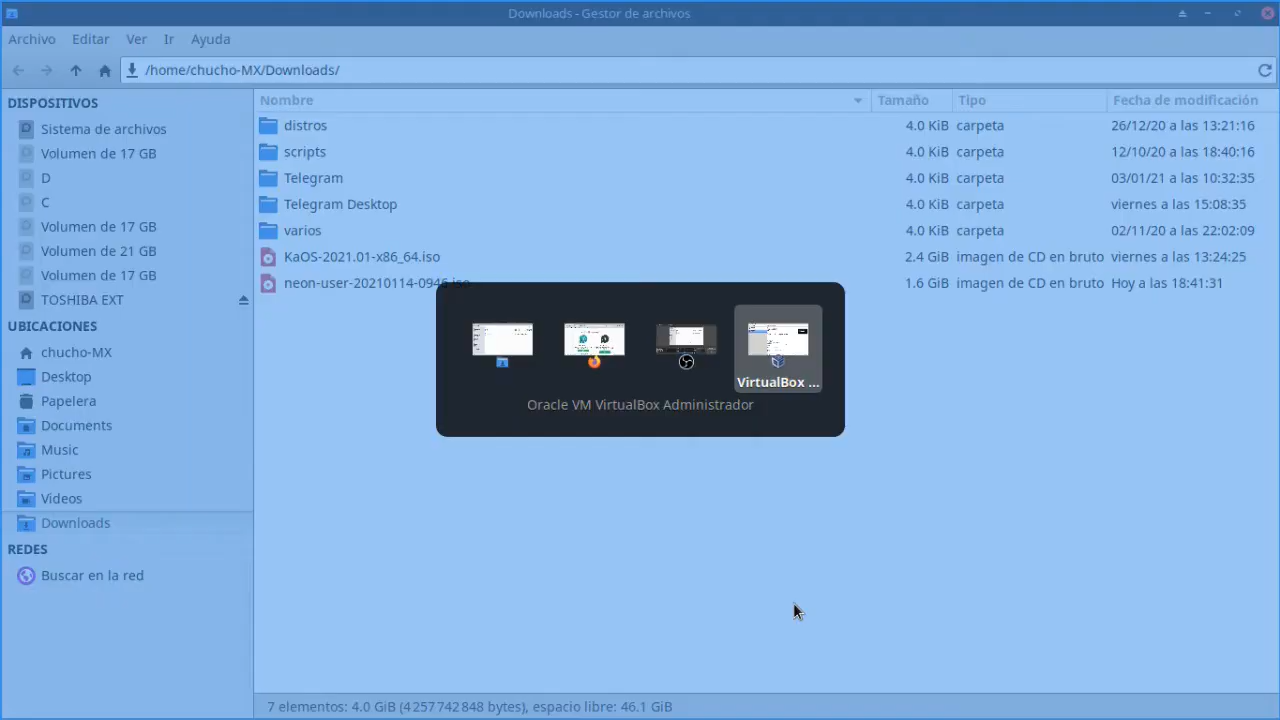 Downloads - Gestor de archivos
Archivo Editar Ver Ir Ayuda
/home/chucho-MX/Downloads/
DISPOSITIVOS
Sistema de archivos
Volumen de 17 GB
D
C
Volumen de 17 GB
Volumen de 21 GB
Volumen de 17 GB
TOSHIBA EXT
UBICACIONES
chucho-MX
Desktop
Papelera
Documents
Music
Pictures
Videos
Downloads
REDES
Buscar en la red
Nombre Tamaño Tipo Fecha de modificación
distros 4.0 KiB carpeta 26/12/20 a las 13:21:16
scripts 4.0 KiB carpeta 12/10/20 a las 18:40:16
Telegram 4.0 KiB carpeta 03/01/21 a las 10:32:35
Telegram Desktop 4.0 KiB carpeta viernes a las 15:08:35
varios 4.0 KiB carpeta 02/11/20 a las 22:02:09
KaOS-2021.01-x86_64.iso 2.4 GiB imagen de CD en bruto viernes a las 13:24:25
neon-user-20210114-0946.iso 1.6 GiB imagen de CD en bruto Hoy a las 18:41:31
VirtualBox ...
Oracle VM VirtualBox Administrador
7 elementos: 4.0 GiB (4 257 742 848 bytes), espacio libre: 46.1 GiB